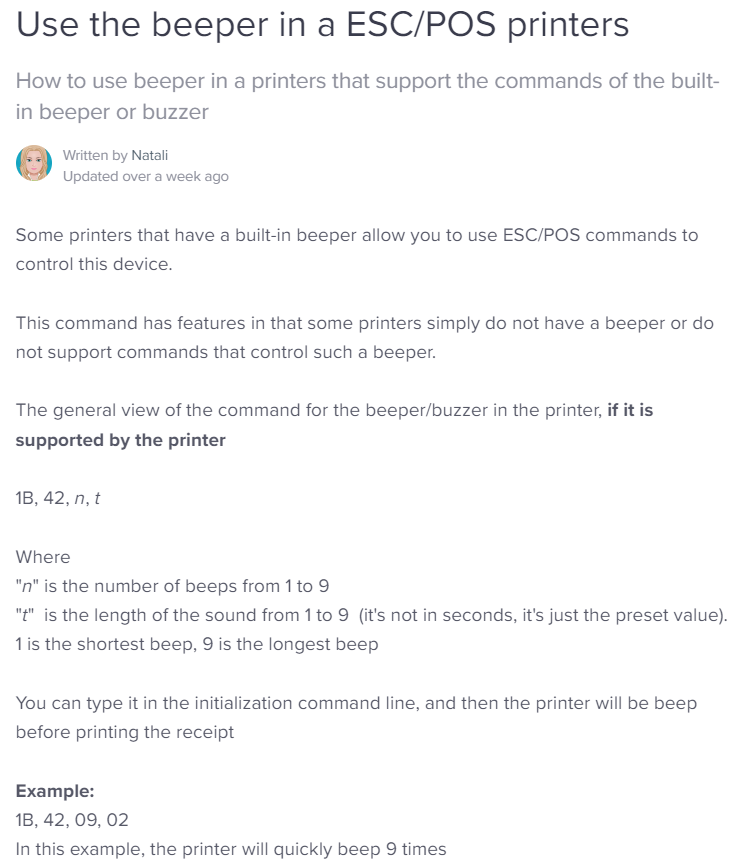 Use the beeper in a ESC/POS printers
How to use beeper in a printers that support the commands of the built-
in beeper or buzzer
Written by Natali
Updated over a week ago
Some printers that have a built-in beeper allow you to use ESC/POS commands to
control this device.
This command has features in that some printers simply do not have a beeper or do
not support commands that control such a beeper.
The general view of the command for the beeper/buzzer in the printer, if it is
supported by the printer
1B, 42, n, t
Where
"n" is the number of beeps from 1 to 9
"t"  is the length of the sound from 1 to 9  (it's not in seconds, it's just the preset value).
1 is the shortest beep, 9 is the longest beep
You can type it in the initialization command line, and then the printer will be beep
before printing the receipt
Example:
1B, 42, 09, 02
In this example, the printer will quickly beep 9 times